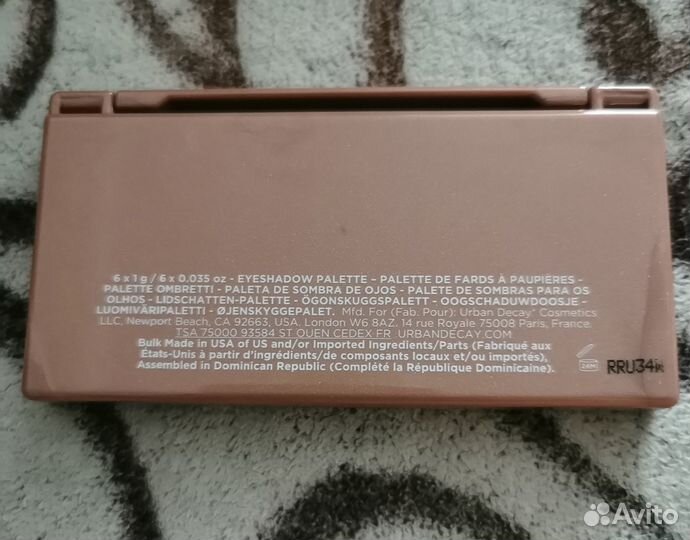 6 x 1 g / 6 x 0.035 oz - EYESHADOW PALETTE – PALETTE DE FARDS À PAUPIÈRES -
PALETTE OMBRETTI - PALETA DE SOMBRA DE OJOS - PALETE DE SOMBRAS PARA OS
OLHOS - LIDSCHATTEN-PALETTE - ÖGONSKUGGSPALETT - OOGSCHADUWDOOSJE -
LUOMIVÄRIPALETTI - ØJENSKYGGEPALET. Mfd. For (Fab. Pour): Urban Decay® Cosmetics
LLC, Newport Beach, CA 92663, USA. London W6 8AZ. 14 rue Royale 75008 Paris, France.
TSA 75000 93584 ST OUEN CEDEX FR URBANDECAY.COM
Bulk Made in USA of US and/or Imported Ingredients/Parts (Fabriqué aux
États-Unis à partir d'ingrédients/de composants locaux et/ou importés),
Assembled in Dominican Republic (Complété la République Dominicaine).
24M
RRU34
Avito